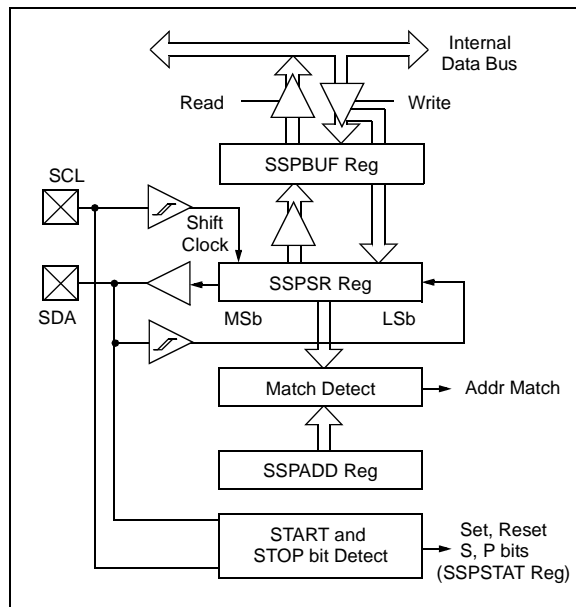 Internal
Data Bus
Read
Write
SSPBUF Reg
SCL
Shift
Clock
SSPSR Reg
SDA
MSb
LSb
Match Detect
Addr Match
SSPADD Reg
START and
STOP bit Detect
Set, Reset
S, P bits
(SSPSTAT Reg)